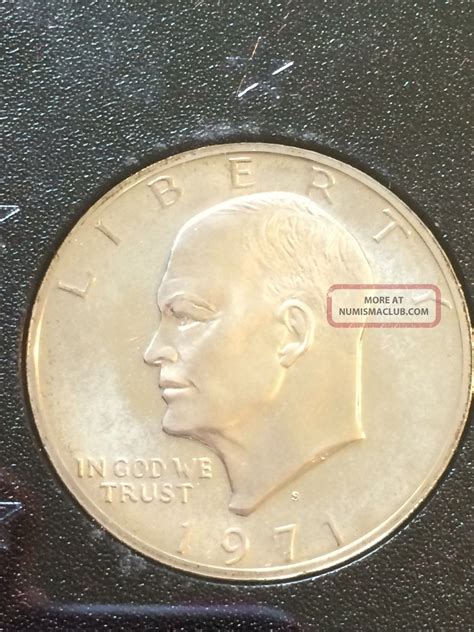 LIBERTY
MORE AT
NUMISMACLUB.COM
IN GOD WE
TRUST
S
1971